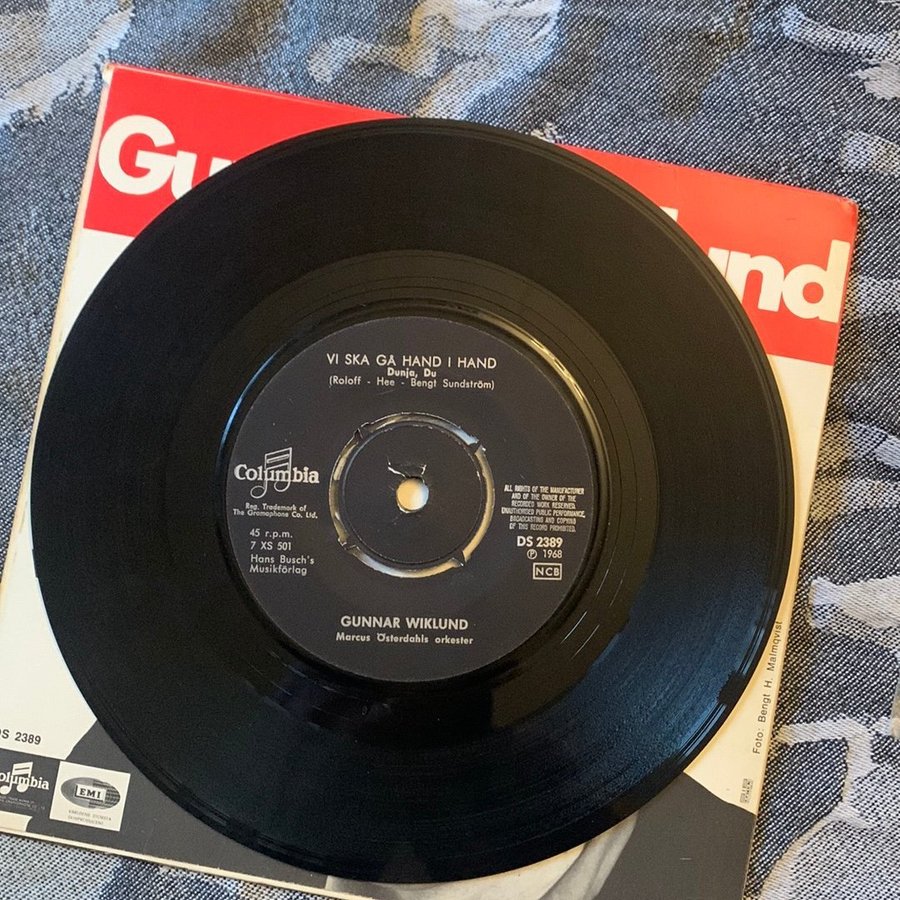 Gu
und
VI SKA GÅ HAND I HAND
Dunja, Du
(Roloff - Hee - Bengt Sundström)
Columbia
Reg. Trademark of
The Gramophone Co. Ltd.
45 r.p.m.
7 XS 501
Hans Busch's
Musikförlag
ALL RIGHTS OF THE MANUFACTURER
AND OF THE OWNER OF THE
RECORDED WORK RESERVED.
UNAUTHORISED PUBLIC PERFORMANCE,
BROADCASTING AND COPYING
OF THIS RECORD PROHIBITED.
DS 2389
℗ 1968
NCB
GUNNAR WIKLUND
Marcus Österdahls orkester
Foto: Bengt H. Malmqvist
DS 2389
Columbia
EMI